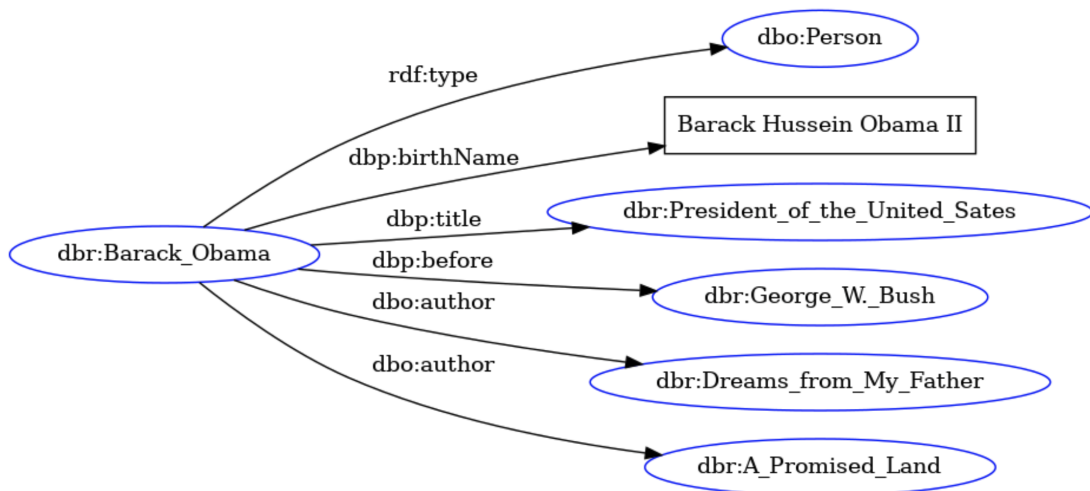 dbo:Person
rdf:type
Barack Hussein Obama II
dbp:birthName
dbr:President_of_the_United_Sates
dbp:title
dbr:Barack_Obama
dbp:before
dbr:George_W._Bush
dbo:author
dbr:Dreams_from_My_Father
dbo:author
dbr:A_Promised_Land